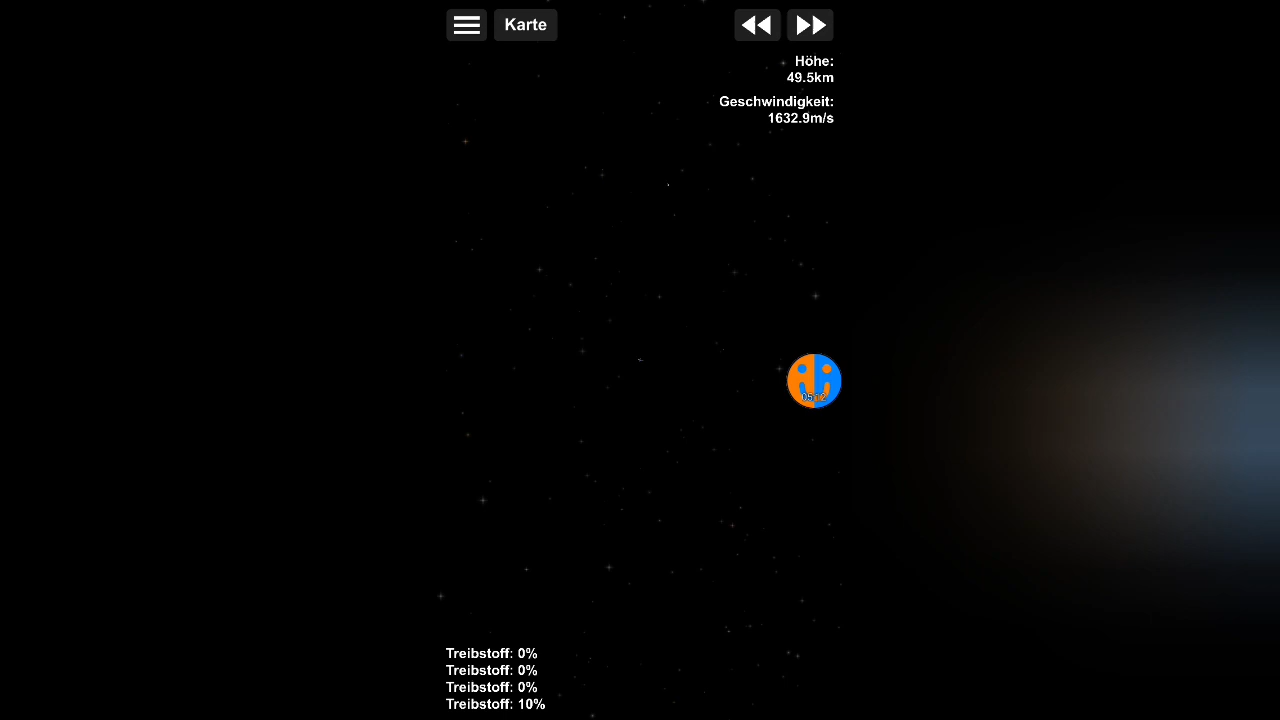 Karte
Höhe:
49.5km
Geschwindigkeit:
1632.9m/s
Treibstoff: 0%
Treibstoff: 0%
Treibstoff: 0%
Treibstoff: 10%